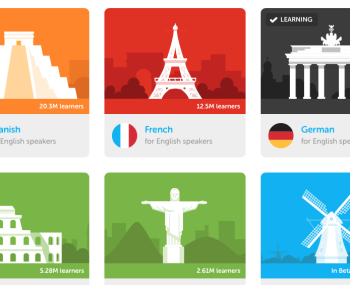 LEARNING
20.3M learners
12.5M learners
anish
French
German
English speakers
for English speakers
for English spe
5.28M learners
2.61M learners
In Beta